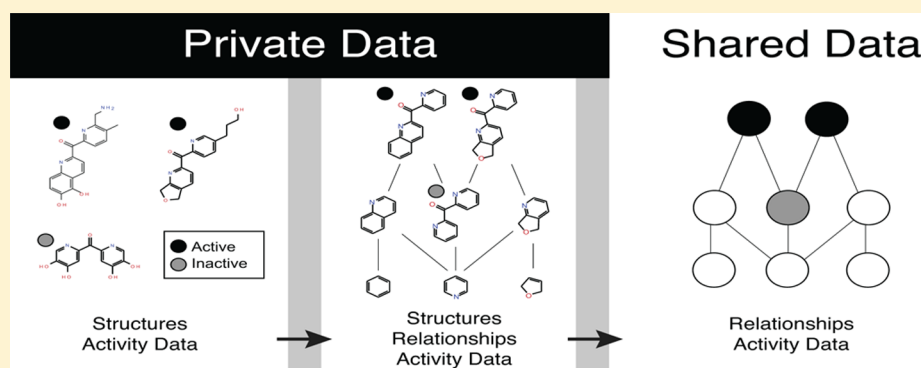 Private Data
Shared Data
NH2
O
N
N
OH
OH
OH
N
O
N
O
N
N
O
HO
HO
OH
OH
Active
Inactive
N
O
N
N
O
N
O
N
N
O
N
N
O
N
O
Structures
Activity Data
Structures
Relationships
Activity Data
Relationships
Activity Data